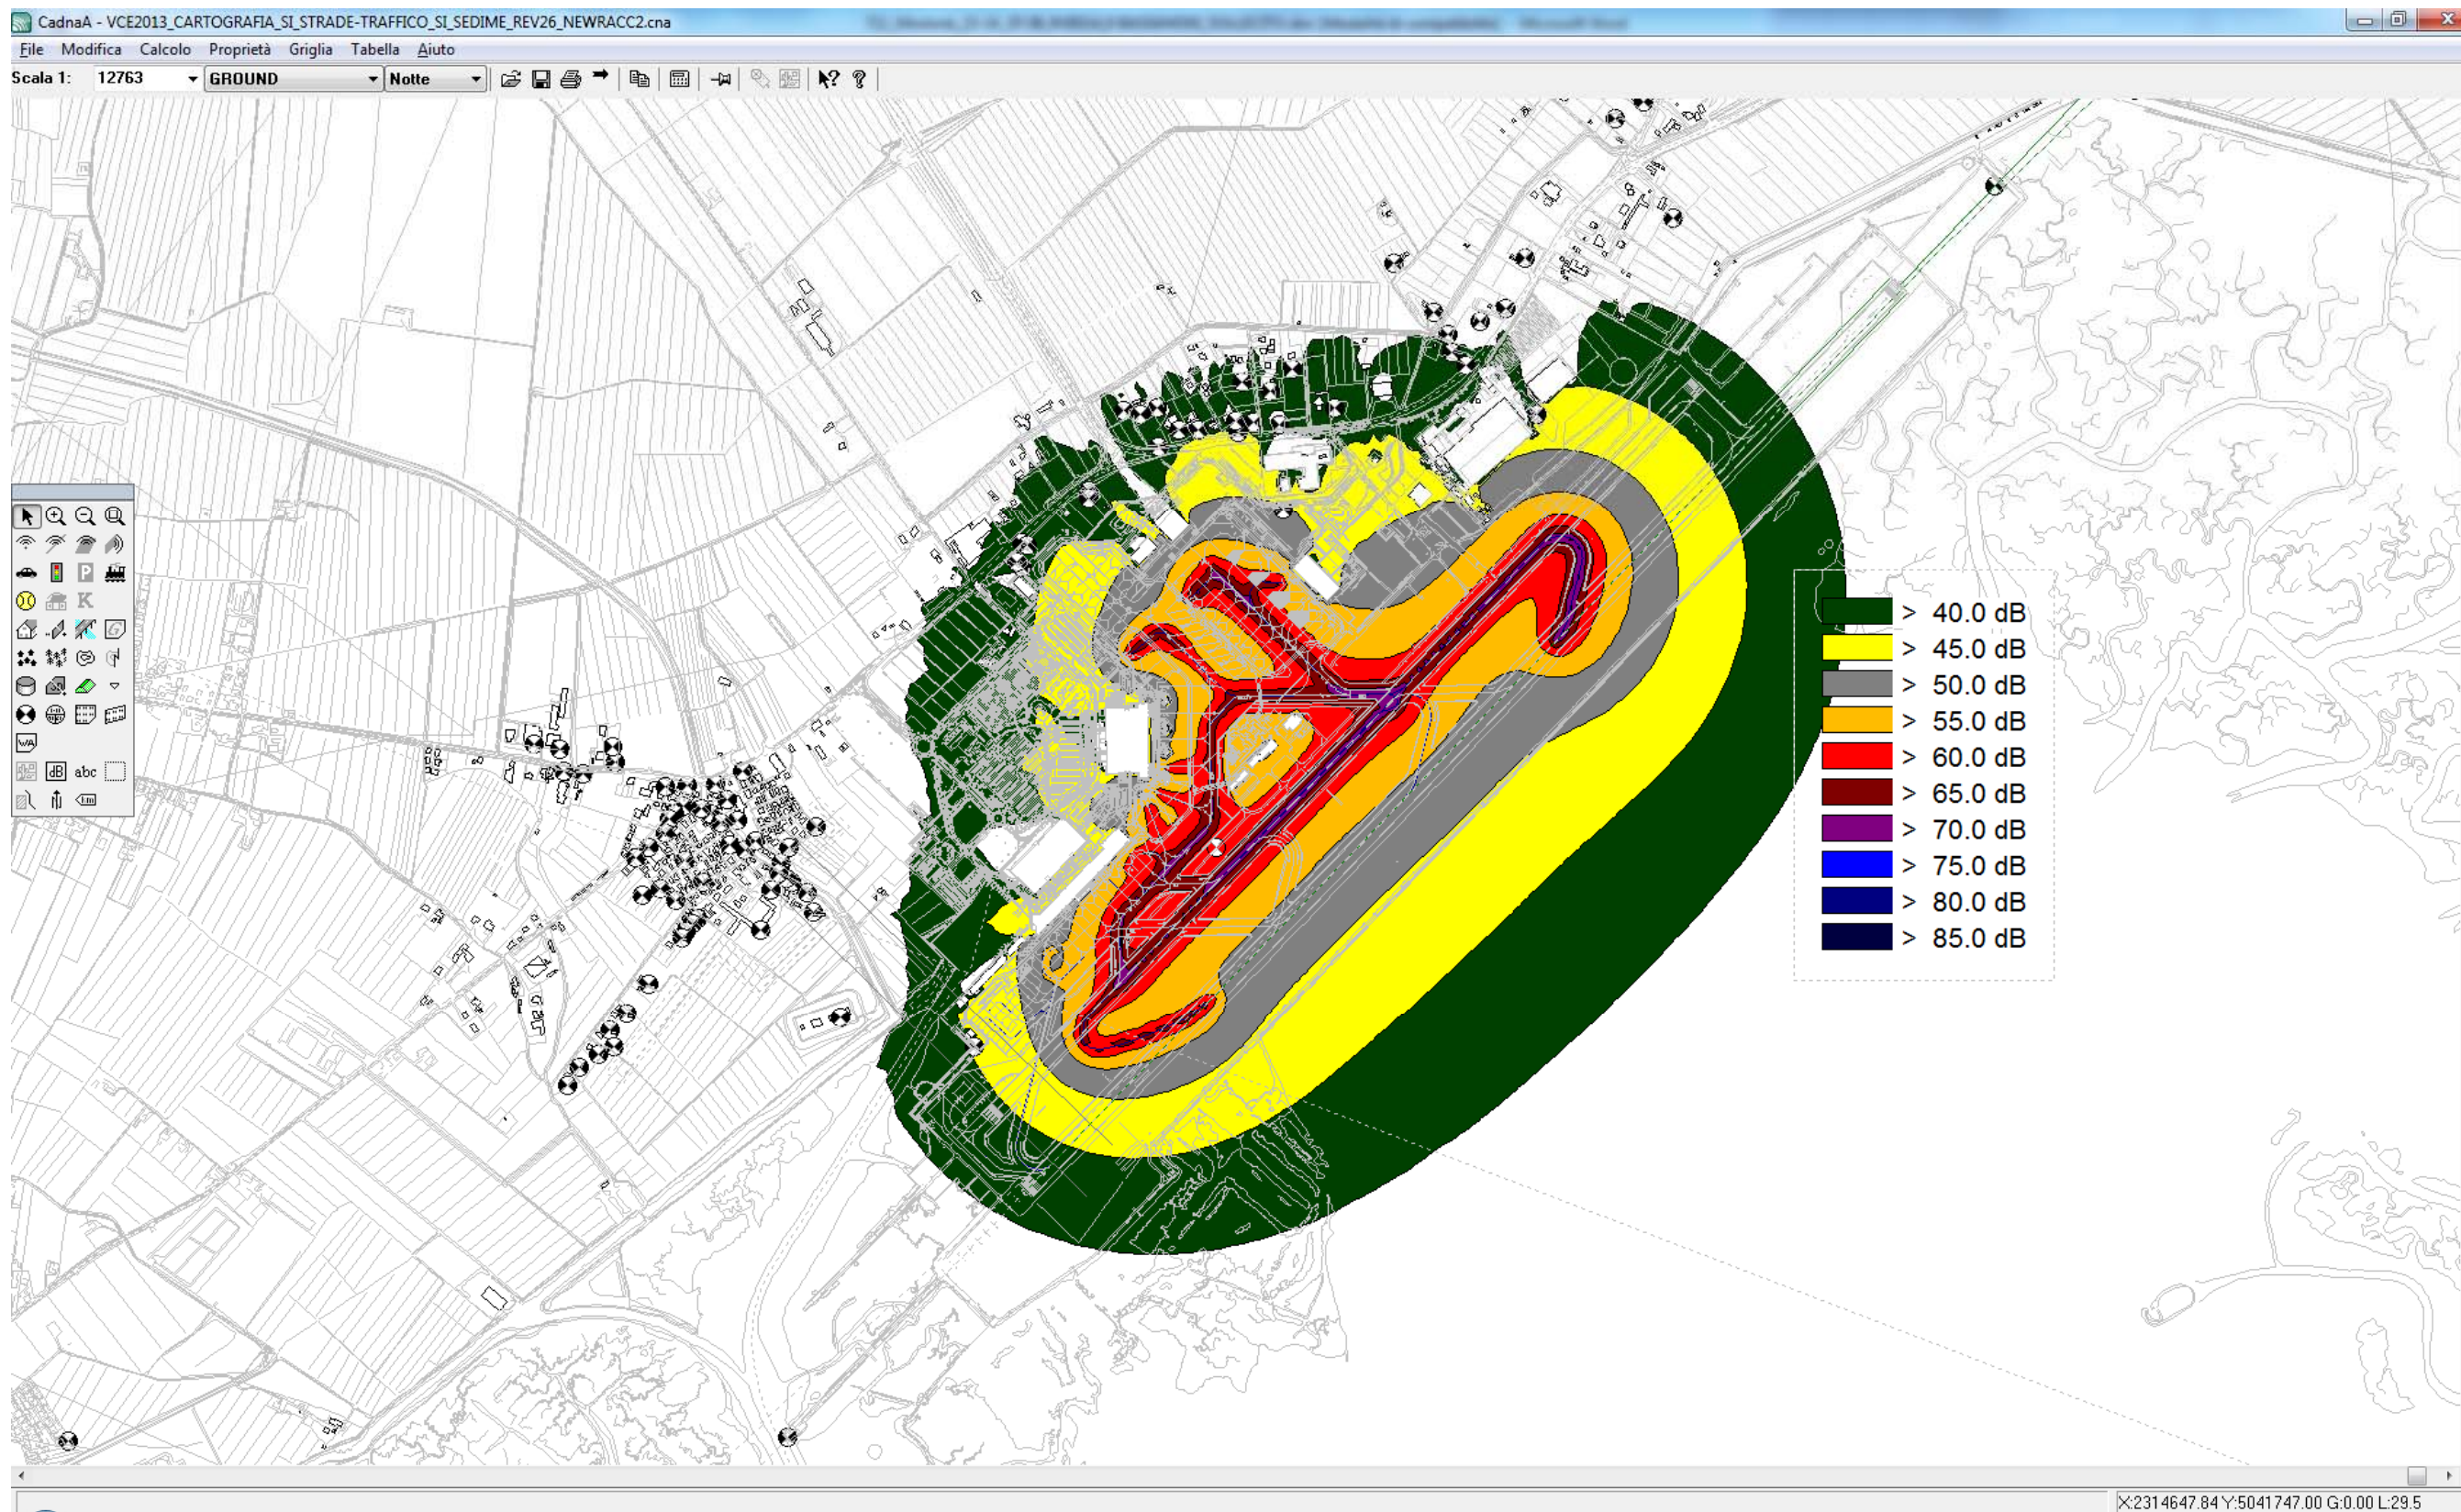 CadnaA - VCE2013_CARTOGRAFIA_SI_STRADE-TRAFFICO_SI_SEDIME_REV26_NEWRACC2.cna
File Modifica Calcolo Proprietà Griglia Tabella Aiuto
Scala 1: 12763 GROUND Notte
> 40.0 dB
> 45.0 dB
> 50.0 dB
> 55.0 dB
> 60.0 dB
> 65.0 dB
> 70.0 dB
> 75.0 dB
> 80.0 dB
> 85.0 dB
P
K
WA
dB abc
X:2314647.84 Y:5041747.00 G:0.00 L:29.5